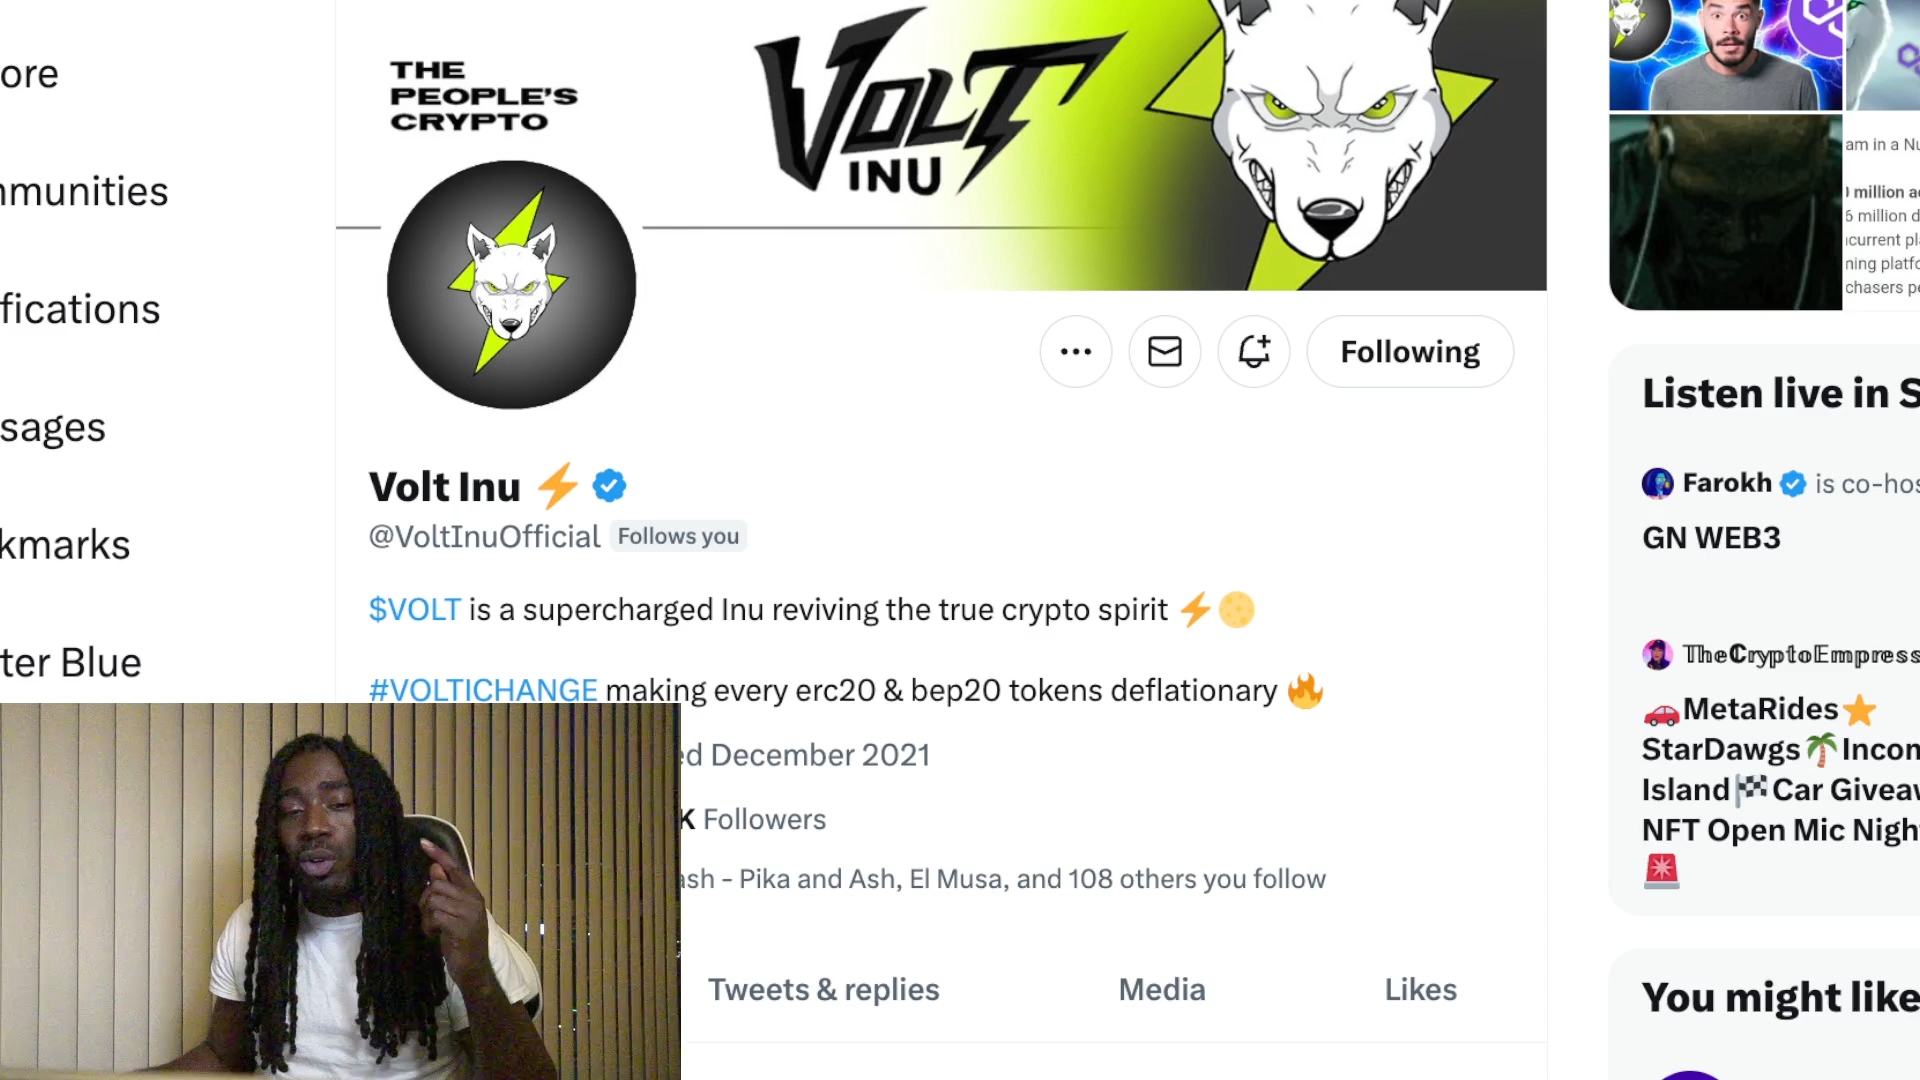 ore
mmunities
fications
sages
kmarks
ter Blue
THE
PEOPLE'S
CRYPTO
VOLT
INU
Following
Volt Inu ⚡
@VoltInuOfficial Follows you
$VOLT is a supercharged Inu reviving the true crypto spirit ⚡🌕
#VOLTICHANGE making every erc20 & bep20 tokens deflationary 🔥
ed December 2021
K Followers
ash - Pika and Ash, El Musa, and 108 others you follow
Tweets & replies Media Likes
am in a Nu
million a
6 million d
current pl
ning platfo
chasers pe
Listen live in S
Farokh is co-hos
GN WEB3
𝕋𝕙𝕖ℂ𝕣𝕪𝕡𝕥𝕠𝔼𝕞𝕡𝕣𝕖𝕤𝕤
🚗MetaRides⭐
StarDawgs🌴Incom
Island🏁Car Giveaw
NFT Open Mic Nigh
🚨
You might like